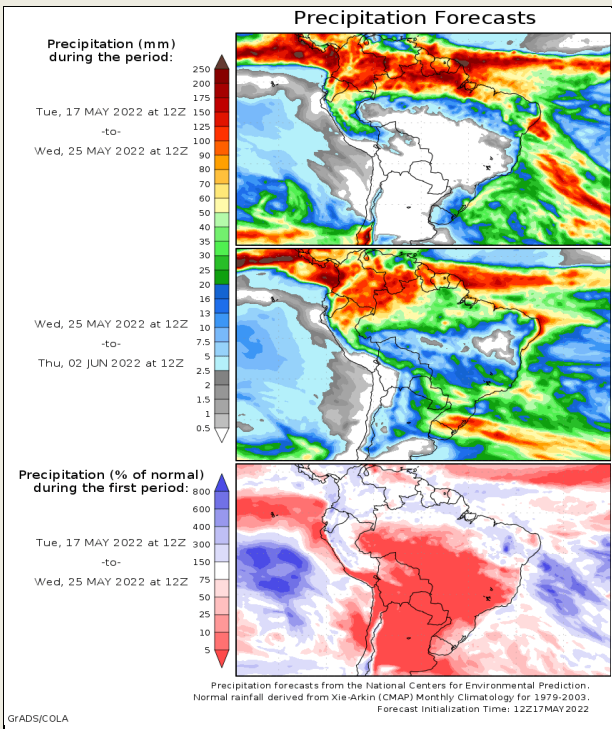 Precipitation Forecasts
Precipitation (mm)
during the period:
Tue, 17 MAY 2022 at 12Z
-to-
Wed, 25 MAY 2022 at 12Z
250
200
175
150
125
100
90
80
70
60
50
40
35
30
25
20
16
13
10
7.5
5
2.5
2
1.5
1
0.5
Wed, 25 MAY 2022 at 12Z
-to-
Thu, 02 JUN 2022 at 12Z
Precipitation (% of normal)
during the first period:
Tue, 17 MAY 2022 at 12Z
-to-
Wed, 25 MAY 2022 at 12Z
800
600
400
300
150
75
50
25
10
5
Precipitation forecasts from the National Centers for Environmental Prediction.
Normal rainfall derived from Xie-Arkin (CMAP) Monthly Climatology for 1979-2003.
Forecast Initialization Time: 12Z17MAY2022
GrADS/COLA